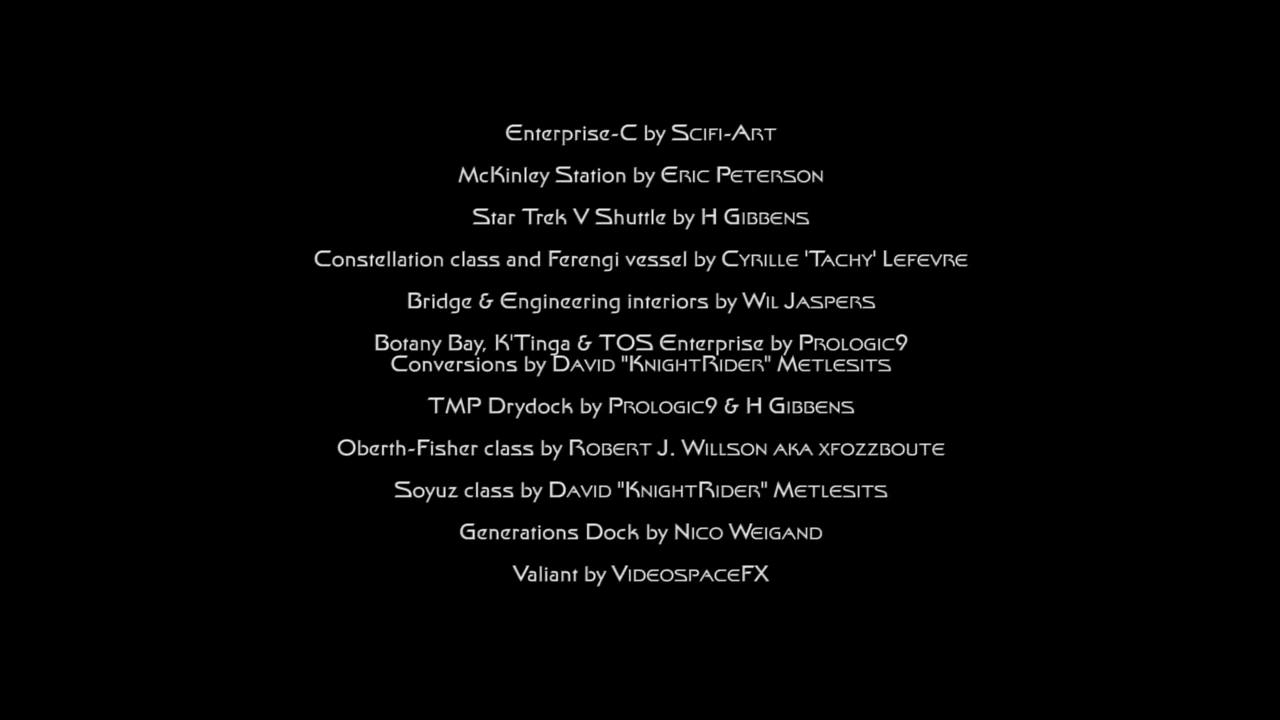 Enterprise-C by Scifi-Art
McKinley Station by Eric Peterson
Star Trek V Shuttle by H Gibbens
Constellation class and Ferengi vessel by Cyrille 'Tachy' Lefevre
Bridge & Engineering interiors by Wil Jaspers
Botany Bay, K'Tinga & TOS Enterprise by Prologic9
Conversions by David "KnightRider" Metlesits
TMP Drydock by Prologic9 & H Gibbens
Oberth-Fisher class by Robert J. Willson aka xfozzboute
Soyuz class by David "KnightRider" Metlesits
Generations Dock by Nico Weigand
Valiant by VideospaceFX